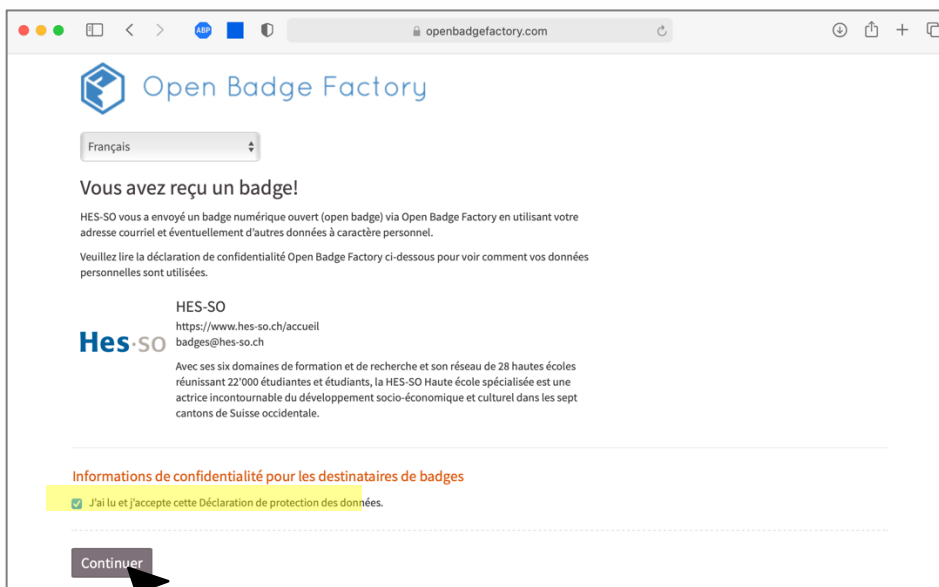 ABP
openbadgefactory.com
Open Badge Factory
Français
Vous avez reçu un badge!
HES-SO vous a envoyé un badge numérique ouvert (open badge) via Open Badge Factory en utilisant votre
adresse courriel et éventuellement d'autres données à caractère personnel.
Veuillez lire la déclaration de confidentialité Open Badge Factory ci-dessous pour voir comment vos données
personnelles sont utilisées.
HES-SO
https://www.hes-so.ch/accueil
Hes·so
badges@hes-so.ch
Avec ses six domaines de formation et de recherche et son réseau de 28 hautes écoles
réunissant 22'000 étudiantes et étudiants, la HES-SO Haute école spécialisée est une
actrice incontournable du développement socio-économique et culturel dans les sept
cantons de Suisse occidentale.
Informations de confidentialité pour les destinataires de badges
J'ai lu et j'accepte cette Déclaration de protection des données.
Continuer